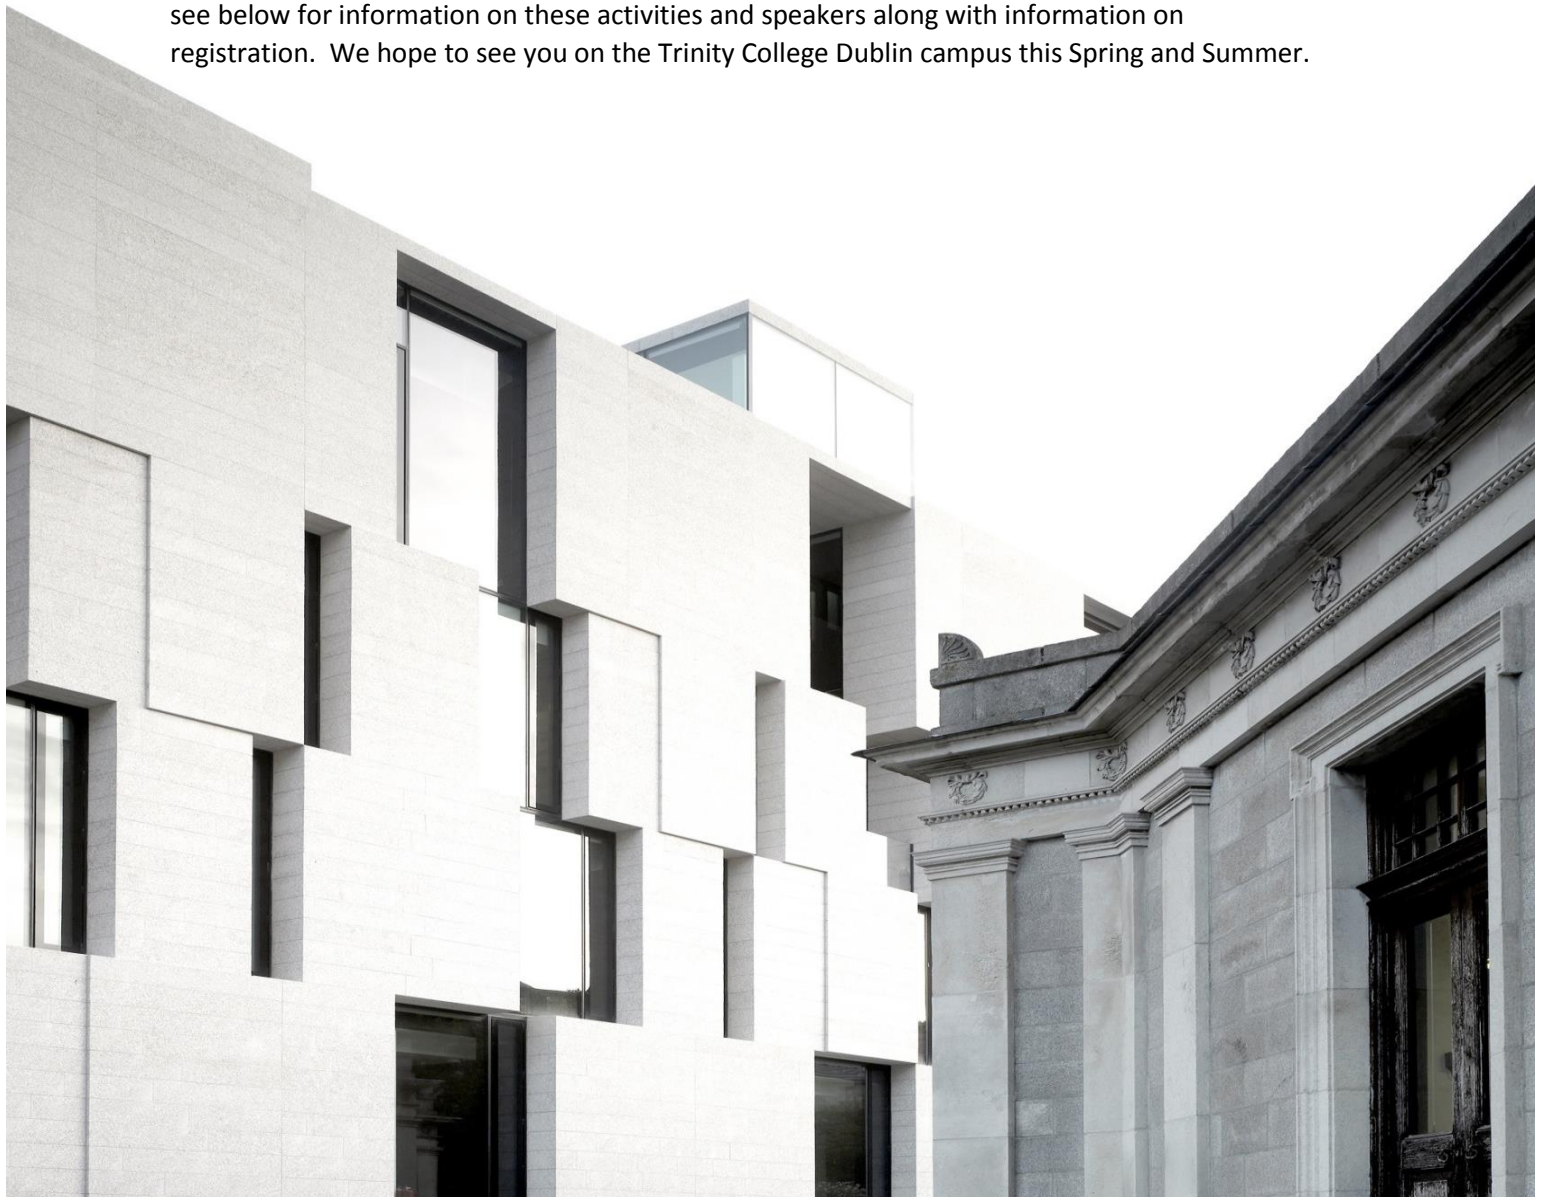 see below for information on these activities and speakers along with information on
registration.  We hope to see you on the Trinity College Dublin campus this Spring and Summer.